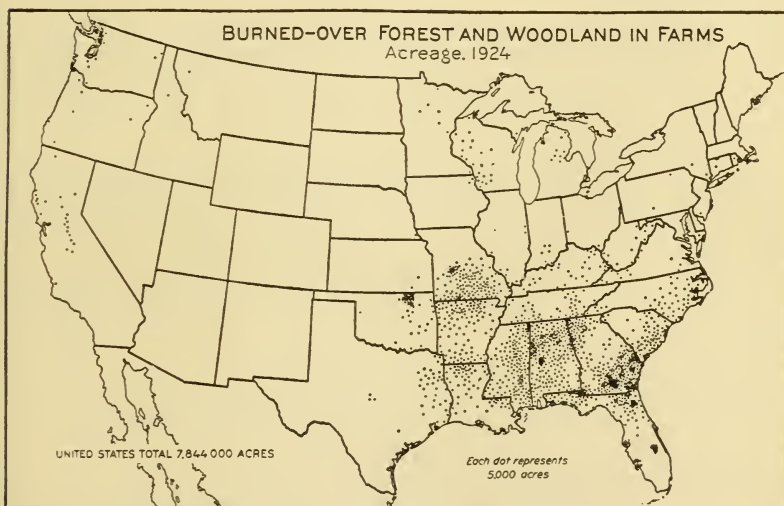 BURNED-OVER FOREST AND WOODLAND IN FARMS
Acreage, 1924
UNITED STATES TOTAL 7,844,000 ACRES
Each dot represents
5,000 acres